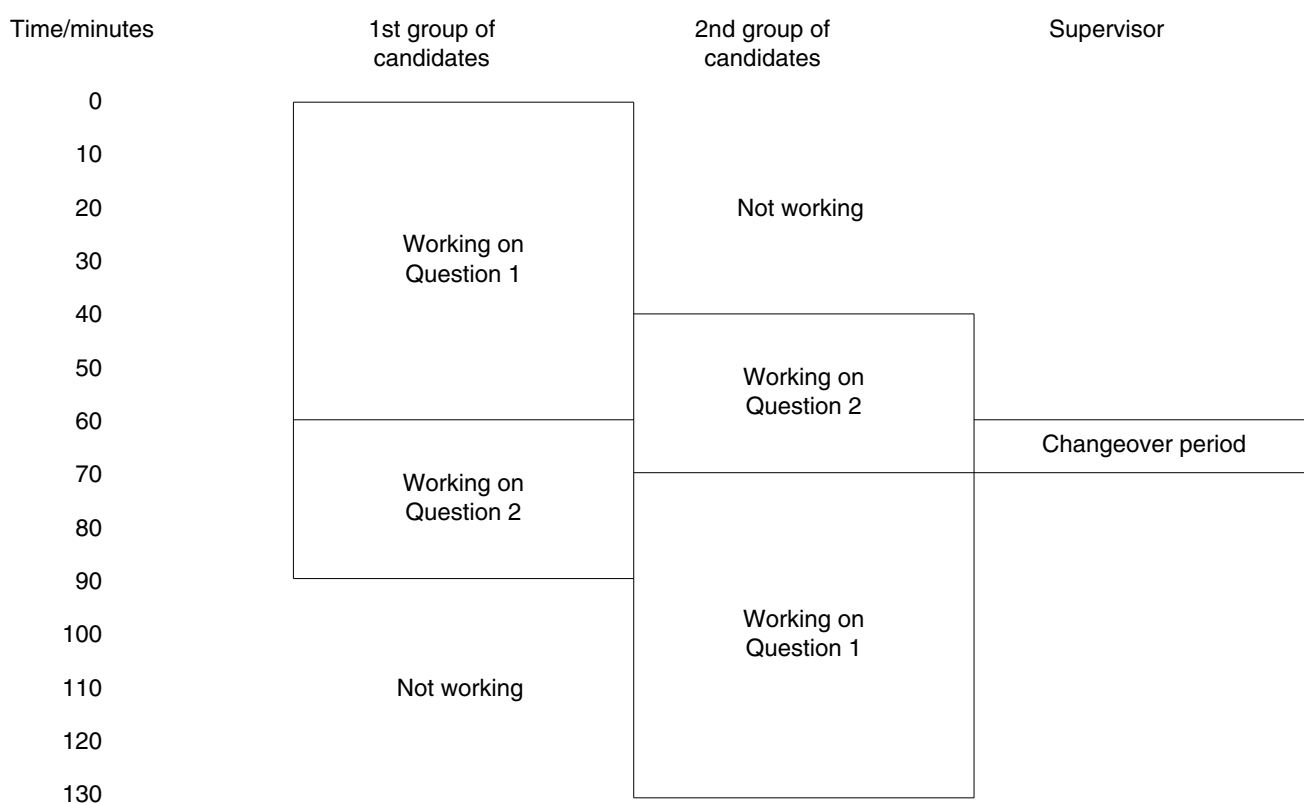 Time/minutes
1st group of
candidates
2nd group of
candidates
Supervisor
0
10
20
30
40
50
60
70
80
90
100
110
120
130
Working on
Question 1
Working on
Question 2
Not working
Not working
Working on
Question 2
Working on
Question 1
Changeover period